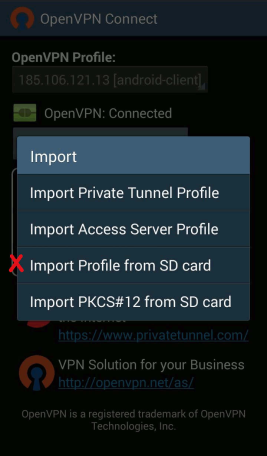 OpenVPN Connect
OpenVPN Profile:
185.106.121.13 [android-client]
OpenVPN: Connected
Import
Import Private Tunnel Profile
Import Access Server Profile
Import Profile from SD card
Import PKCS#12 from SD card
the Internet
https://www.privatetunnel.com/
VPN Solution for your Business
http://openvpn.net/as/
OpenVPN is a registered trademark of OpenVPN
Technologies, Inc.